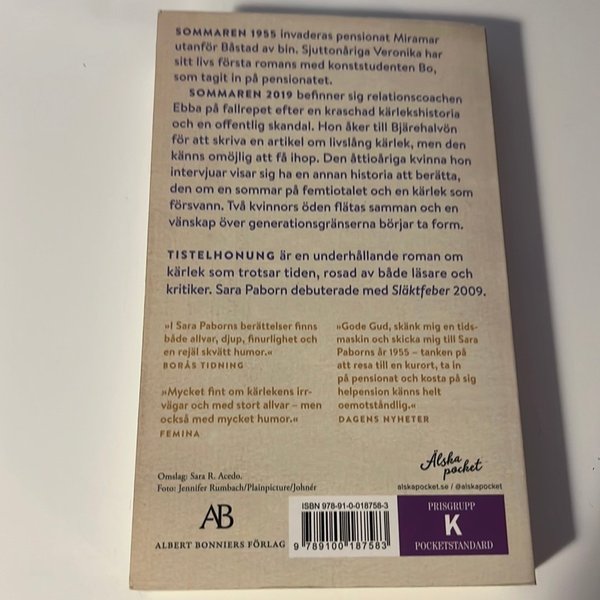 SOMMAREN 1955 invaderas pensionat Miramar
utanför Båstad av bin. Sjuttonåriga Veronika har
sitt livs första romans med konststudenten Bo,
som tagit in på pensionatet.
SOMMAREN 2019 befinner sig relationscoachen
Ebba på fallrepet efter en kraschad kärlekshistoria
och en offentlig skandal. Hon åker till Bjärehalvön
för att skriva en artikel om livslång kärlek, men den
känns omöjlig att få ihop. Den åttioåriga kvinna hon
intervjuar visar sig ha en annan historia att berätta,
den om en sommar på femtiotalet och en kärlek som
försvann. Två kvinnors öden flätas samman och en
vänskap över generationsgränserna börjar ta form.
TISTELHONUNG är en underhållande roman om
kärlek som trotsar tiden, rosad av både läsare och
kritiker. Sara Paborn debuterade med Släktfeber 2009.
»I Sara Paborns berättelser finns
både allvar, djup, finurlighet och
en rejäl skvätt humor.«
BORÅS TIDNING
»Mycket fint om kärlekens irr-
vägar och med stort allvar – men
också med mycket humor.«
FEMINA
»Gode Gud, skänk mig en tids-
maskin och skicka mig till Sara
Paborns år 1955 – tanken på
att resa till en kurort, ta in
på pensionat och kosta på sig
helpension känns helt
oemotståndlig.«
DAGENS NYHETER
Älska
pocket
alskapocket.se / @alskapocket
Omslag: Sara R. Acedo.
Foto: Jennifer Rumbach/Plainpicture/Johnér
AB
ALBERT BONNIERS FÖRLAG
ISBN 978-91-0-018758-3
9 789100 187583
PRISGRUPP
K
POCKETSTANDARD